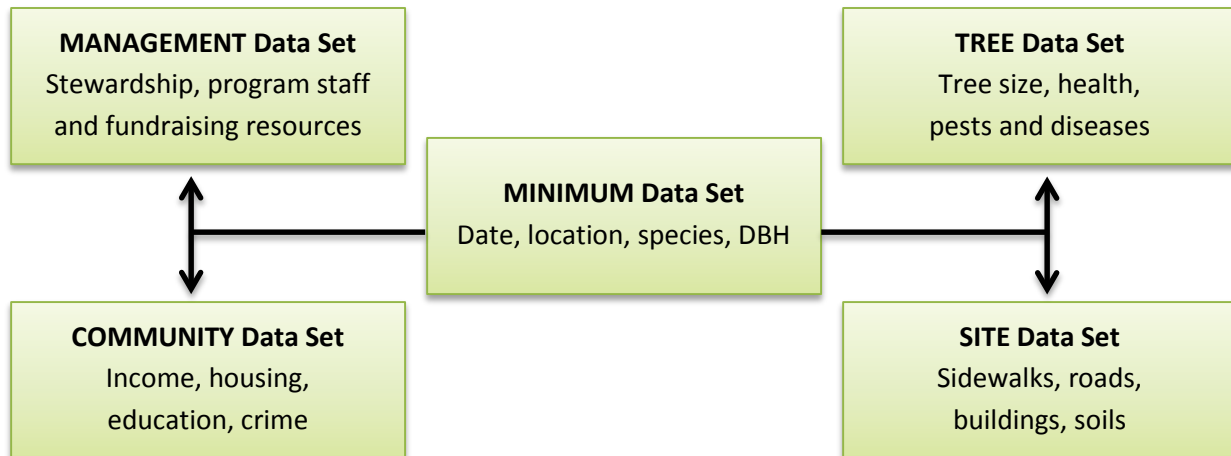 MANAGEMENT Data Set
Stewardship, program staff
and fundraising resources
TREE Data Set
Tree size, health,
pests and diseases
MINIMUM Data Set
Date, location, species, DBH
COMMUNITY Data Set
Income, housing,
education, crime
SITE Data Set
Sidewalks, roads,
buildings, soils